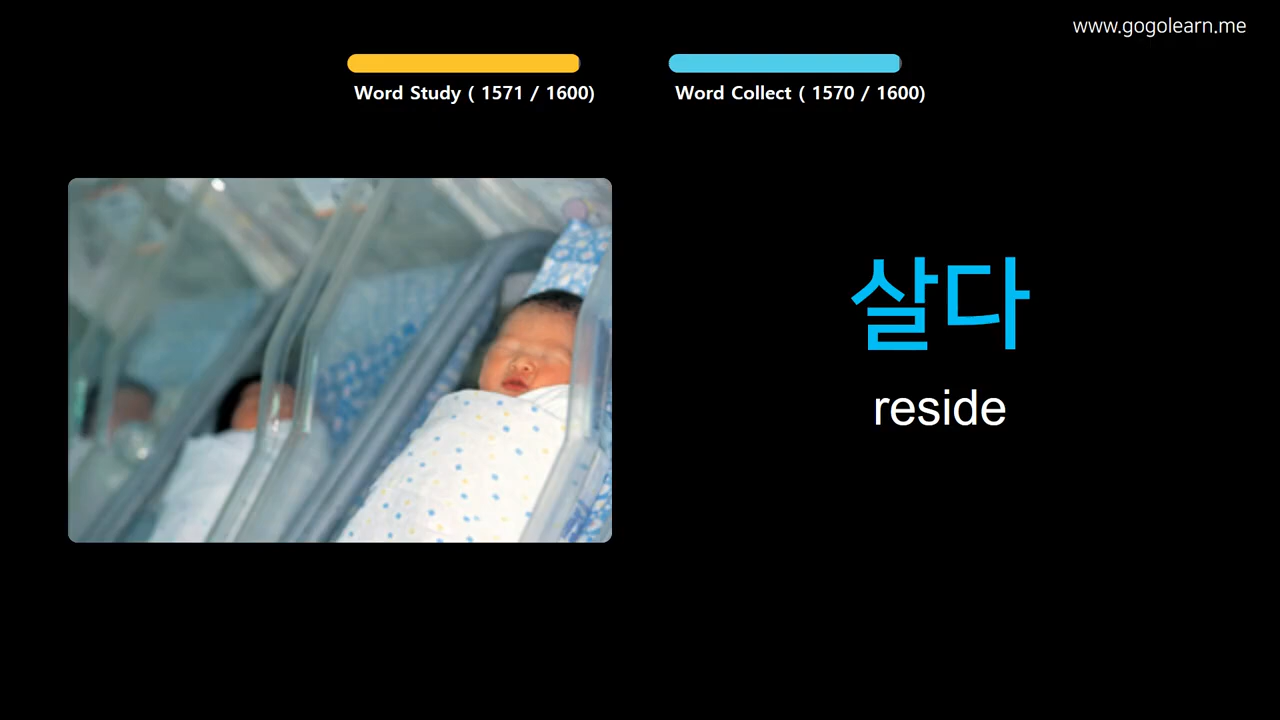 www.gogolearn.me
Word Study ( 1571 / 1600)
Word Collect ( 1570 / 1600)
살다
reside